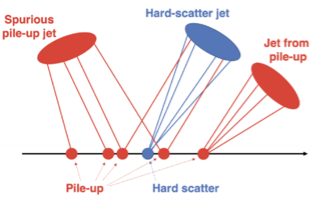 Spurious
pile-up jet
Hard-scatter jet
Jet from
pile-up
Pile-up
Hard scatter